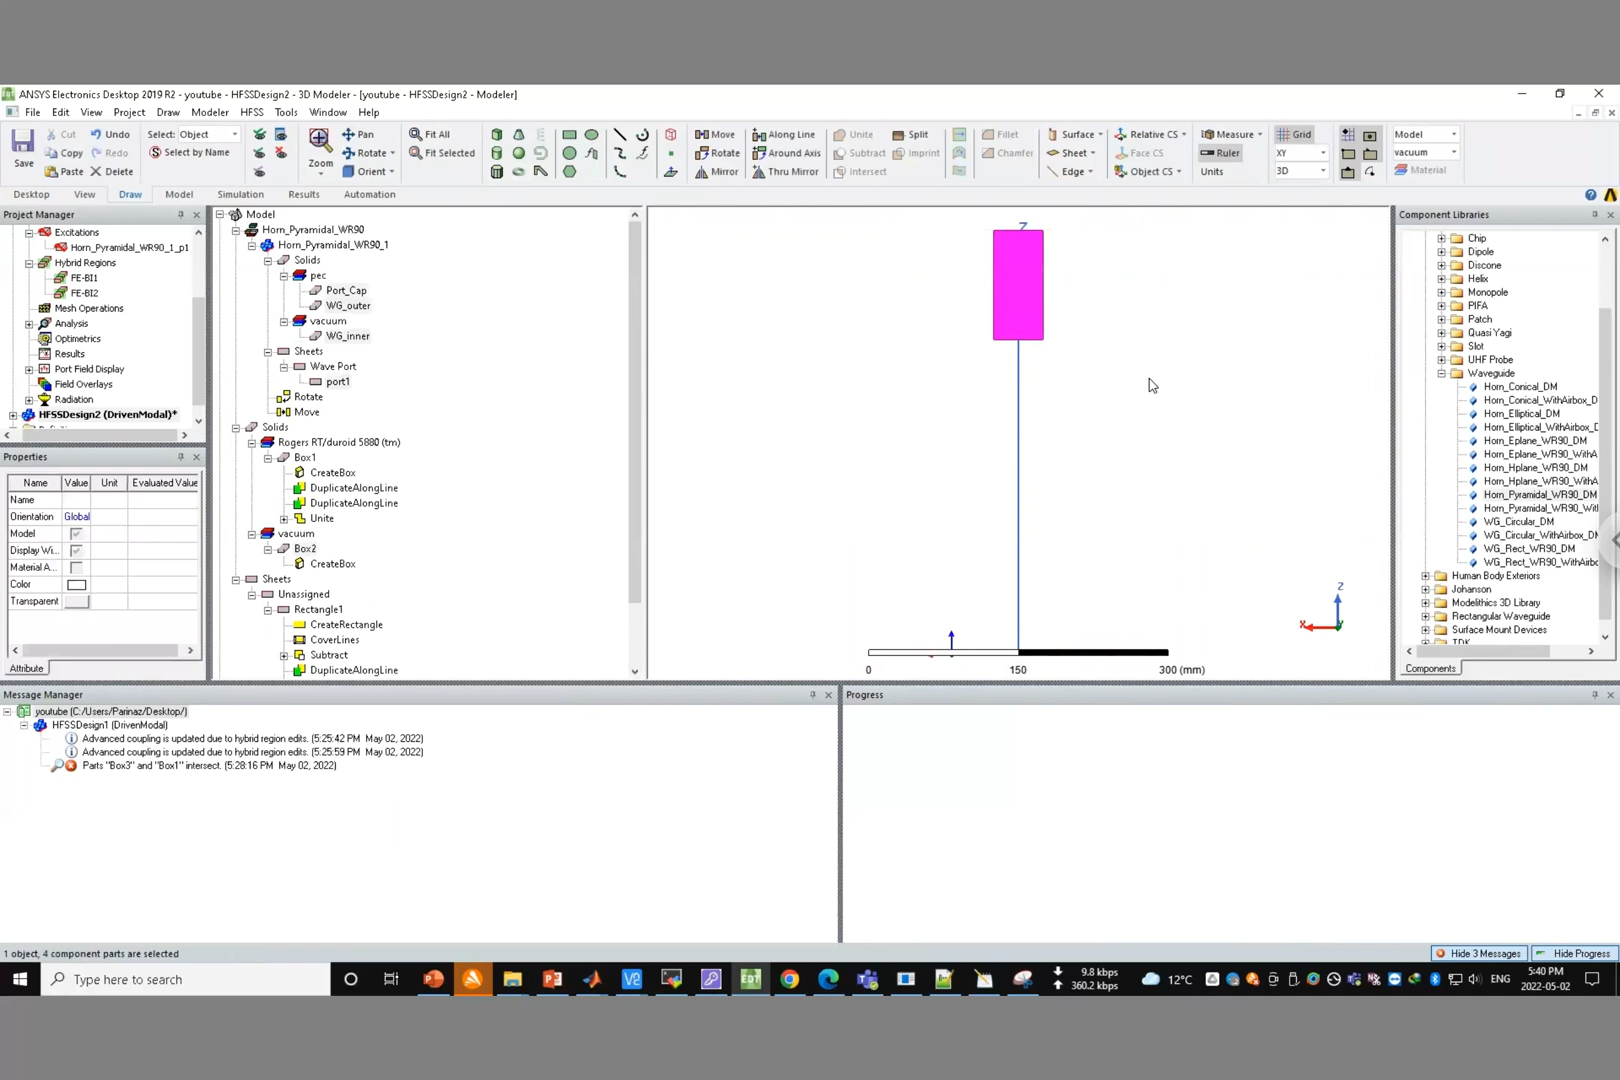 ANSYS Electronics Desktop 2019 R2 - youtube - HFSSDesign2 - 3D Modeler - [youtube - HFSSDesign2 - Modeler]
File Edit View Project Draw Modeler HFSS Tools Window Help
Save
Cut Undo
Copy Redo
Paste Delete
Select: Object
Select by Name
Zoom
Pan
Rotate
Orient
Fit All
Fit Selected
Move Along Line
Rotate Around Axis
Mirror Thru Mirror
Unite Split
Subtract Imprint
Intersect
Fillet
Chamfer
Surface Relative CS
Sheet Face CS
Edge Object CS
Measure
Ruler
Units
Grid
XY
3D
Model
vacuum
Material
Desktop View Draw Model Simulation Results Automation
Project Manager
Excitations
Horn_Pyramidal_WR90_1_p1
Hybrid Regions
FE-BI1
FE-BI2
Mesh Operations
Analysis
Optimetrics
Results
Port Field Display
Field Overlays
Radiation
HFSSDesign2 (DrivenModal)*
Properties
Name Value Unit Evaluated Value
Name
Orientation Global
Model
Display Wi...
Material A...
Color
Transparent
Attribute
Model
Horn_Pyramidal_WR90
Horn_Pyramidal_WR90_1
Solids
pec
Port_Cap
WG_outer
vacuum
WG_inner
Sheets
Wave Port
port1
Rotate
Move
Solids
Rogers RT/duroid 5880 (tm)
Box1
CreateBox
DuplicateAlongLine
DuplicateAlongLine
Unite
vacuum
Box2
CreateBox
Sheets
Unassigned
Rectangle1
CreateRectangle
CoverLines
Subtract
DuplicateAlongLine
Z
Z
X
0 150 300 (mm)
Component Libraries
Chip
Dipole
Discone
Helix
Monopole
PIFA
Patch
Quasi Yagi
Slot
UHF Probe
Waveguide
Horn_Conical_DM
Horn_Conical_WithAirbox_D
Horn_Elliptical_DM
Horn_Elliptical_WithAirbox_D
Horn_Eplane_WR90_DM
Horn_Eplane_WR90_WithA
Horn_Hplane_WR90_DM
Horn_Hplane_WR90_WithA
Horn_Pyramidal_WR90_DM
Horn_Pyramidal_WR90_With
WG_Circular_DM
WG_Circular_WithAirbox_DM
WG_Rect_WR90_DM
WG_Rect_WR90_WithAirbo
Human Body Exteriors
Johanson
Modelithics 3D Library
Rectangular Waveguide
Surface Mount Devices
Components
Message Manager
youtube (C:/Users/Parinaz/Desktop/)
HFSSDesign1 (DrivenModal)
Advanced coupling is updated due to hybrid region edits. (5:25:42 PM May 02, 2022)
Advanced coupling is updated due to hybrid region edits. (5:25:59 PM May 02, 2022)
Parts "Box3" and "Box1" intersect. (5:28:16 PM May 02, 2022)
Progress
1 object, 4 component parts are selected
Hide 3 Messages Hide Progress
Type here to search
9.8 kbps
360.2 kbps
12°C
ENG
5:40 PM
2022-05-02